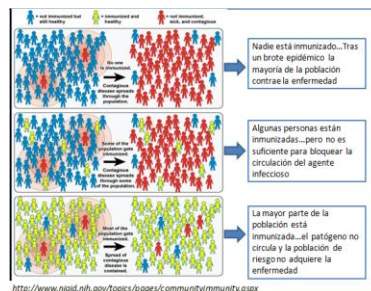 = not immunized but still healthy
= immunized and healthy
= not immunized, sick, and contagious
No one is immunized.
Contagious disease spreads through the population.
Nadie está inmunizado...Tras
un brote epidémico la
mayoría de la población
contrae la enfermedad
Some of the population gets immunized.
Contagious disease spreads through some of the population.
Algunas personas están
inmunizadas...pero no es
suficiente para bloquear la
circulación del agente
infeccioso
Most of the population gets immunized.
Spread of contagious disease is contained.
La mayor parte de la
población está
inmunizada...el patógeno no
circula y la población de
riesgo no adquiere la
enfermedad
http://www.niaid.nih.gov/topics/pages/communityimmunity.aspx